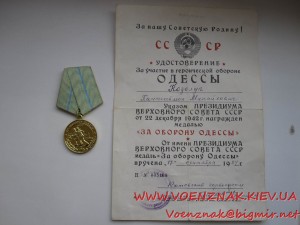 За нашу Советскую Родину!
СС СР
УДОСТОВЕРЕНИЕ
За участие в героической обороне
ОДЕССЫ
Указом ПРЕЗИДИУМА
ВЕРХОВНОГО СОВЕТА СССР
от 22 декабря 1942 г награжден
медалью
«ЗА ОБОРОНУ ОДЕССЫ»
От имени ПРЕЗИДИУМА
ВЕРХОВНОГО СОВЕТА СССР
медаль «За оборону Одессы»
вручена
WWW.VOENZNAK.KIEV.UA
Voenznak@bigmir.net